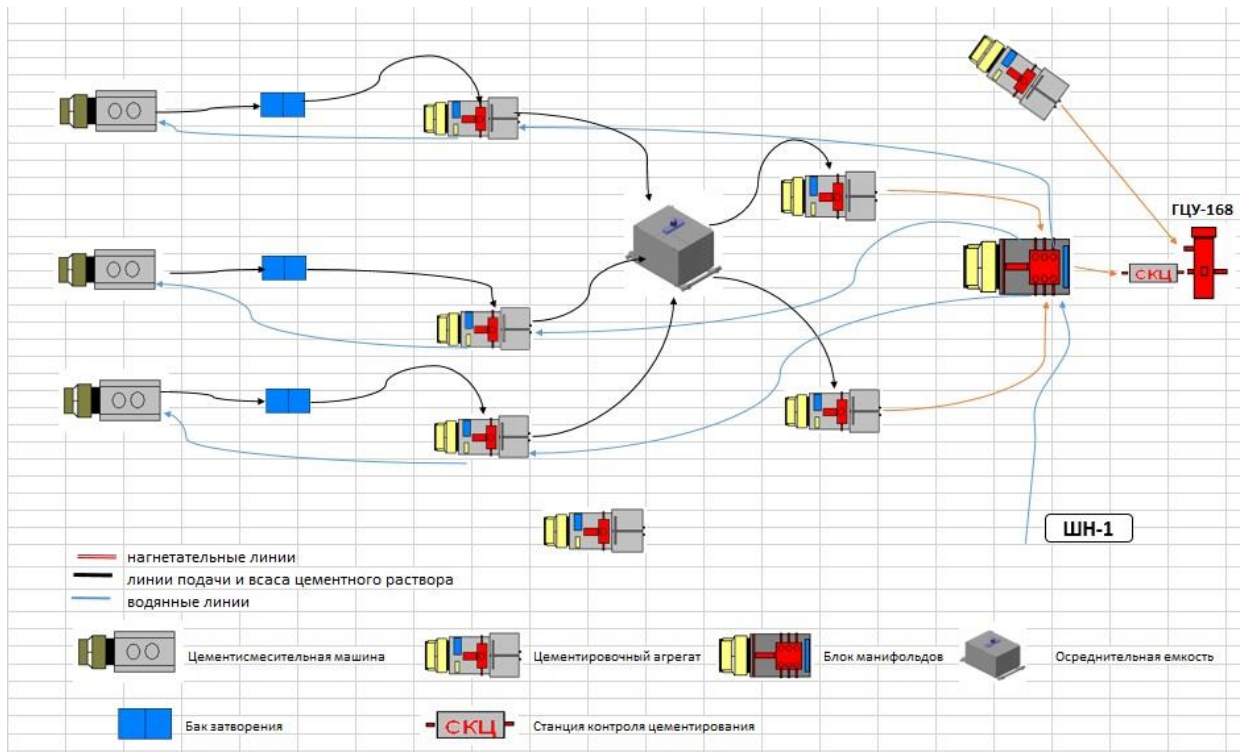 ГЦУ-168
СКЦ
ШН-1
нагнетательные линии
линии подачи и всаса цементного раствора
водянные линии
Цементисмесительная машина
Цементировочный агрегат
Блок манифольдов
Осреднительная емкость
Бак затворения
СКЦ
Станция контроля цементирования